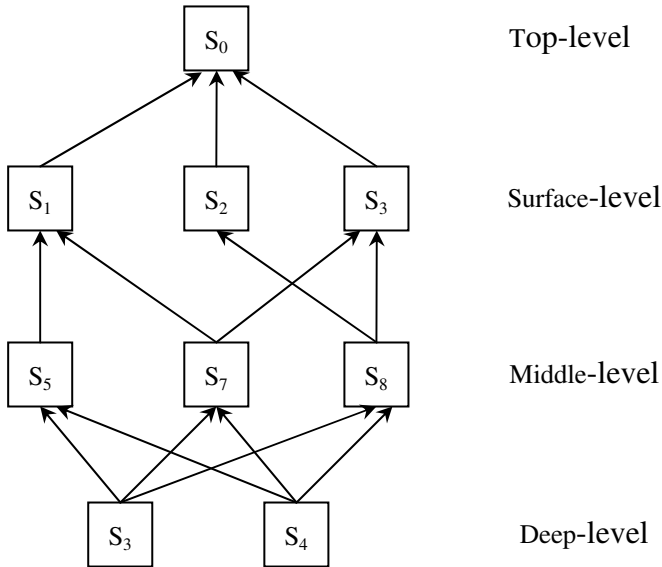 S₀ Top-level
S₁ S₂ S₃ Surface-level
S₅ S₇ S₈ Middle-level
S₃ S₄ Deep-level